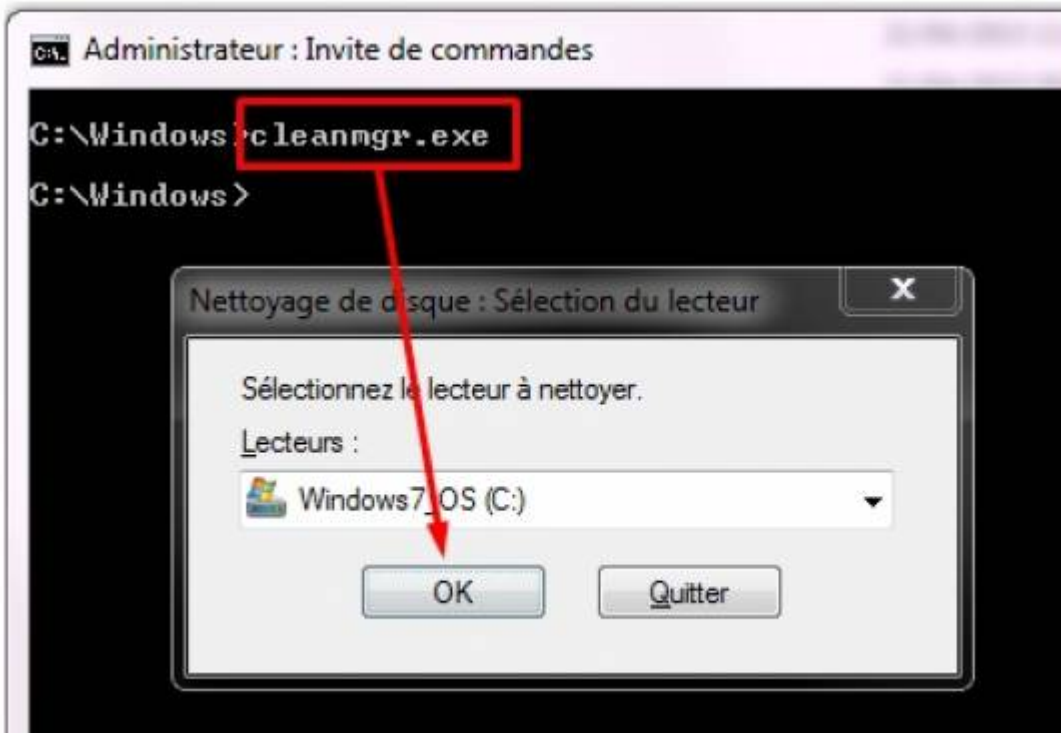 Administrateur : Invite de commandes
C:\Windows>cleanmgr.exe
C:\Windows>
Nettoyage de disque : Sélection du lecteur
Sélectionnez le lecteur à nettoyer.
Lecteurs :
Windows7_OS (C:)
OK
Quitter